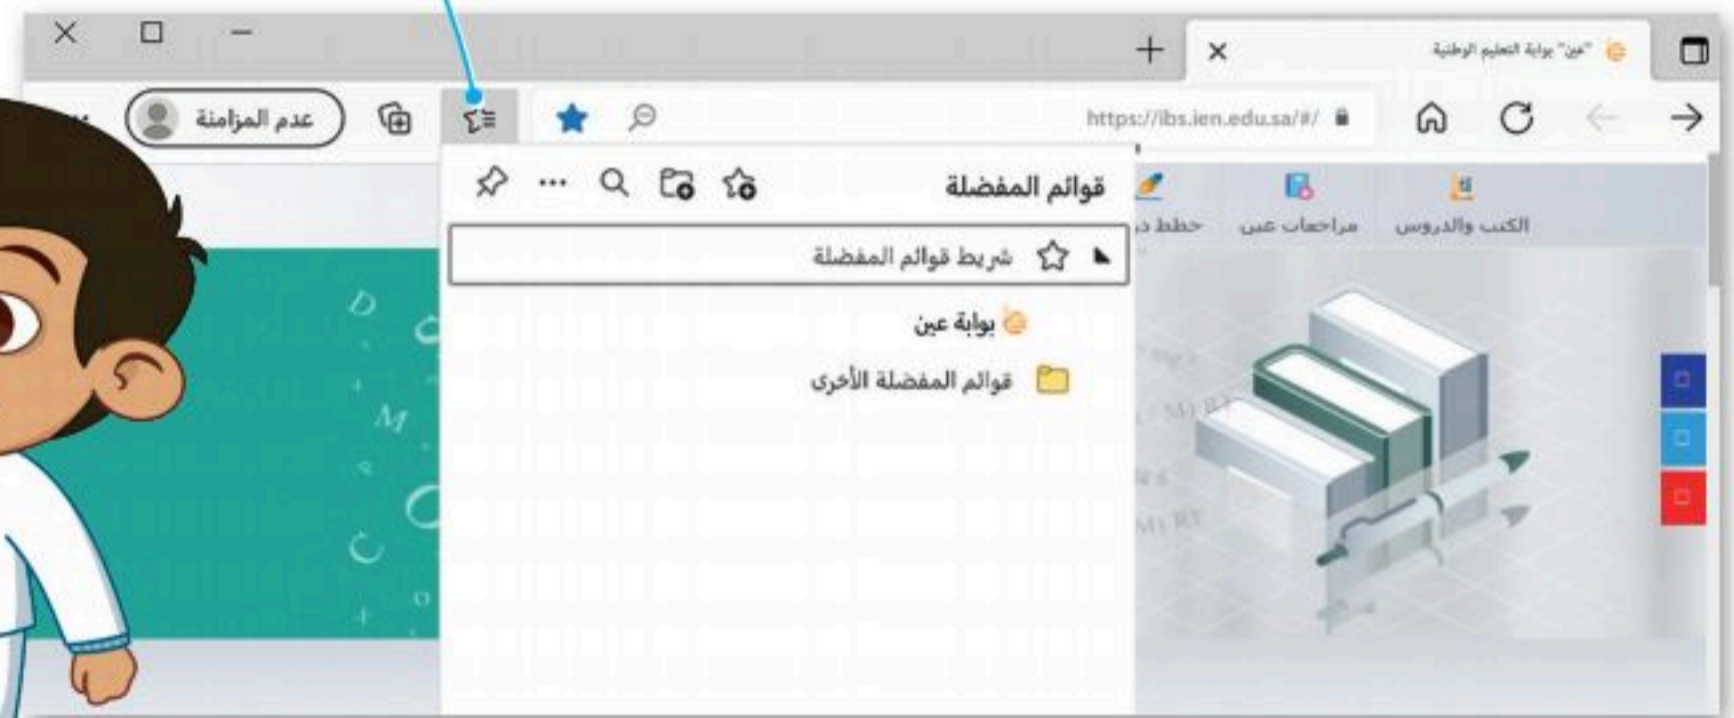 "عين" بوابة التعليم الوطنية
https://ibs.ien.edu.sa/#/
عدم المزامنة
الكتب والدروس
مراجعات عين
خطط
قوائم المفضلة
شريط قوائم المفضلة
بوابة عين
قوائم المفضلة الأخرى
D
M
C